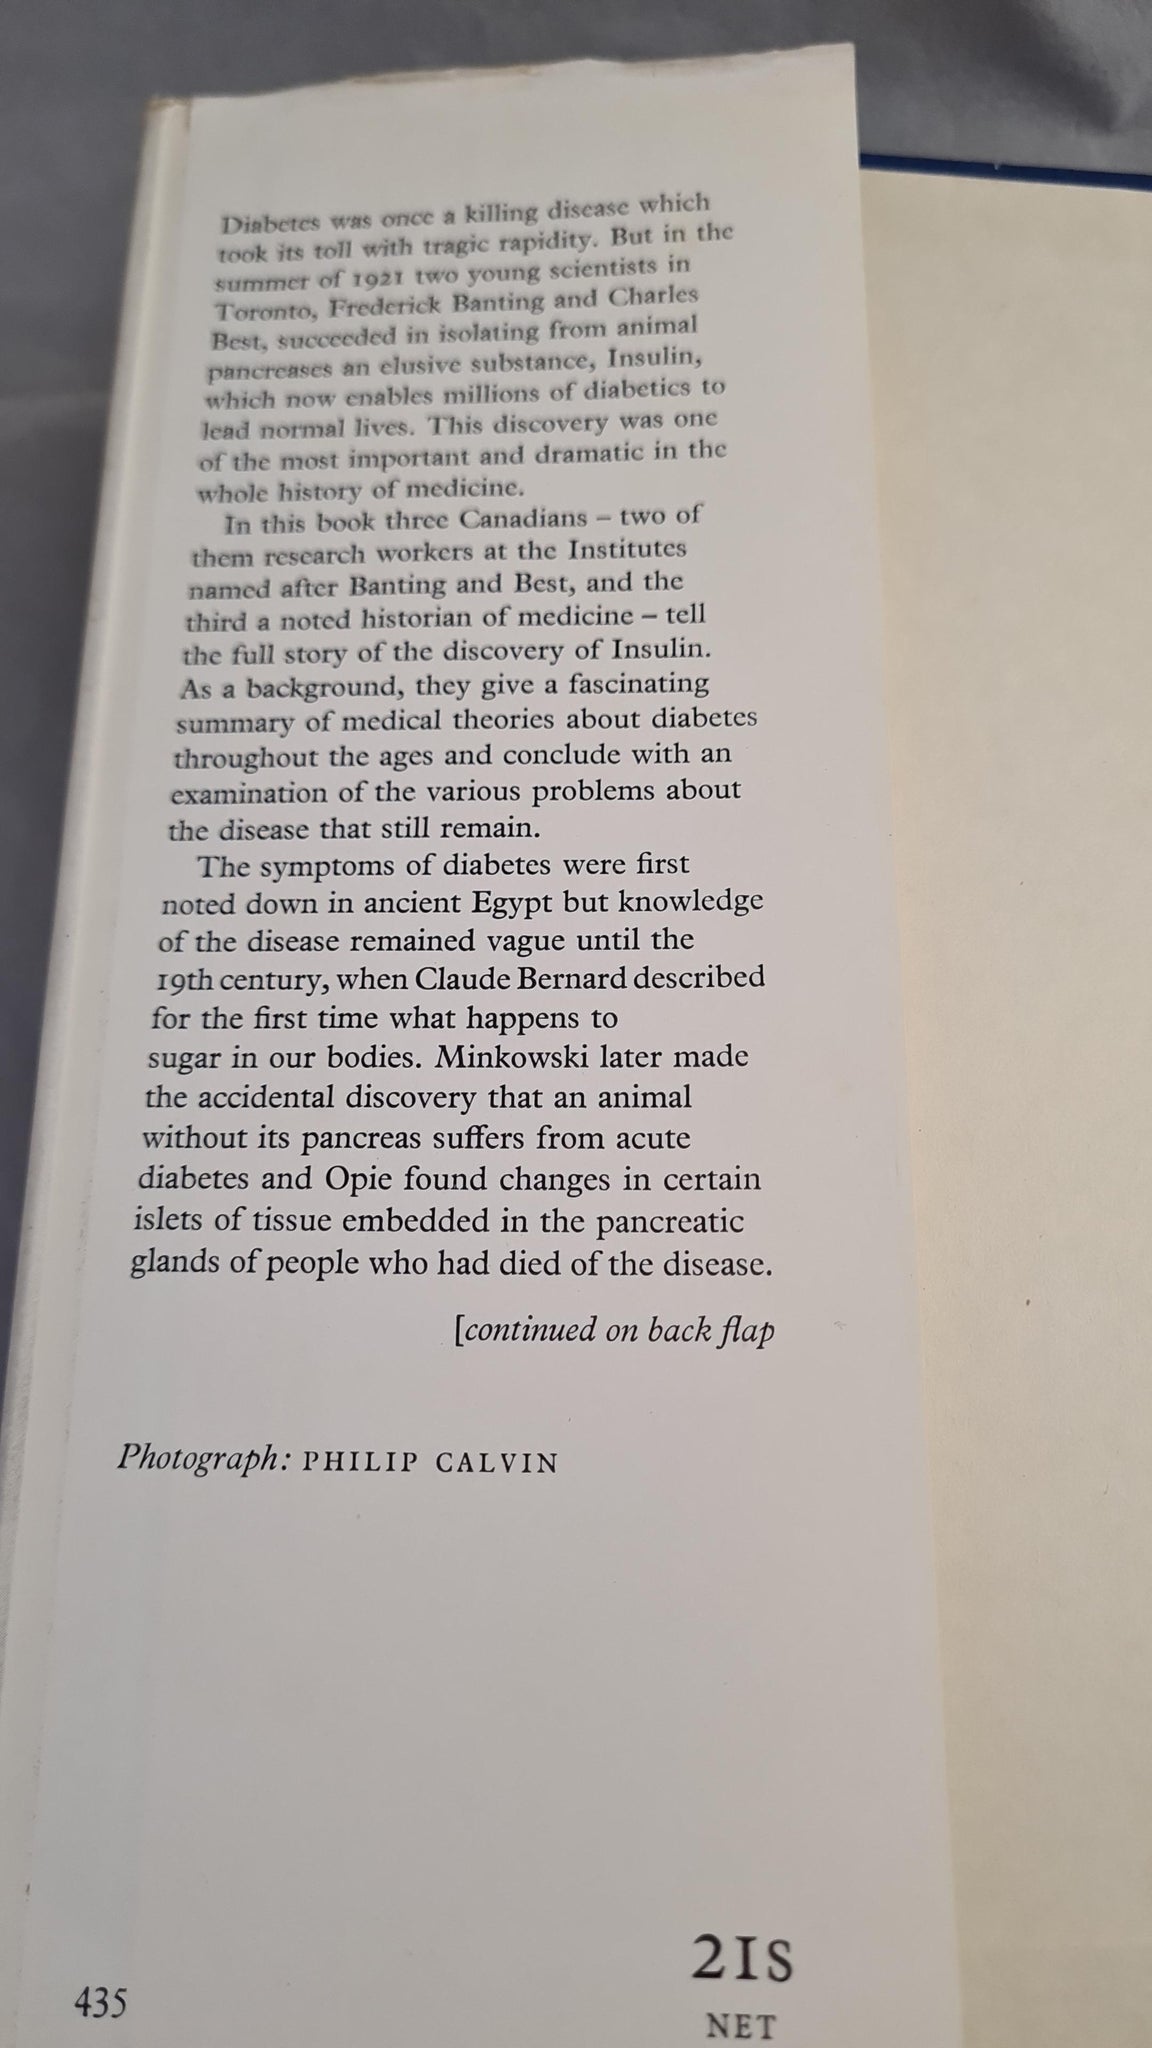 Diabetes was once a killing disease which
took its toll with tragic rapidity. But in the
summer of 1921 two young scientists in
Toronto, Frederick Banting and Charles
Best, succeeded in isolating from animal
pancreases an elusive substance, Insulin,
which now enables millions of diabetics to
lead normal lives. This discovery was one
of the most important and dramatic in the
whole history of medicine.
In this book three Canadians – two of
them research workers at the Institutes
named after Banting and Best, and the
third a noted historian of medicine – tell
the full story of the discovery of Insulin.
As a background, they give a fascinating
summary of medical theories about diabetes
throughout the ages and conclude with an
examination of the various problems about
the disease that still remain.
The symptoms of diabetes were first
noted down in ancient Egypt but knowledge
of the disease remained vague until the
19th century, when Claude Bernard described
for the first time what happens to
sugar in our bodies. Minkowski later made
the accidental discovery that an animal
without its pancreas suffers from acute
diabetes and Opie found changes in certain
islets of tissue embedded in the pancreatic
glands of people who had died of the disease.
[continued on back flap
Photograph: PHILIP CALVIN
21S
NET
435